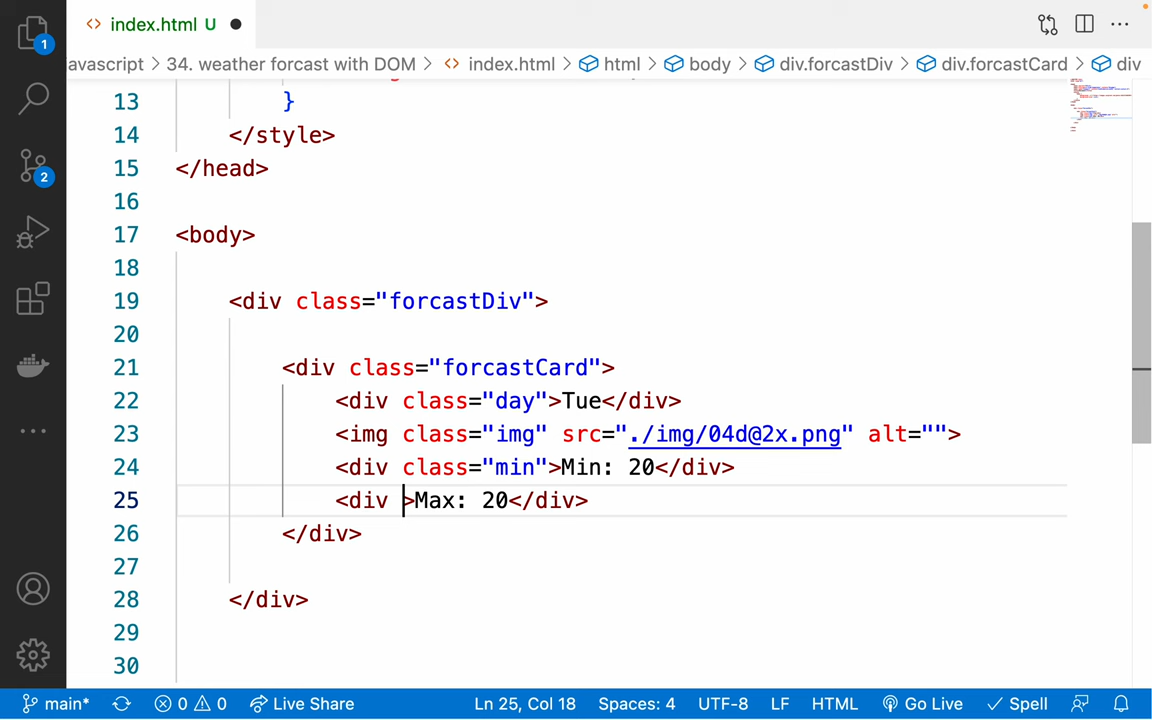 <> index.html U ●
avascript > 34. weather forcast with DOM > <> index.html > html > body > div.forcastDiv > div.forcastCard > div
1
2
13 }
14 </style>
15 </head>
16
17 <body>
18
19 <div class="forcastDiv">
20
21 <div class="forcastCard">
22 <div class="day">Tue</div>
23 <img class="img" src="./img/04d@2x.png" alt="">
24 <div class="min">Min: 20</div>
25 <div >Max: 20</div>
26 </div>
27
28 </div>
29
30
main* 0 0 Live Share Ln 25, Col 18 Spaces: 4 UTF-8 LF HTML Go Live Spell